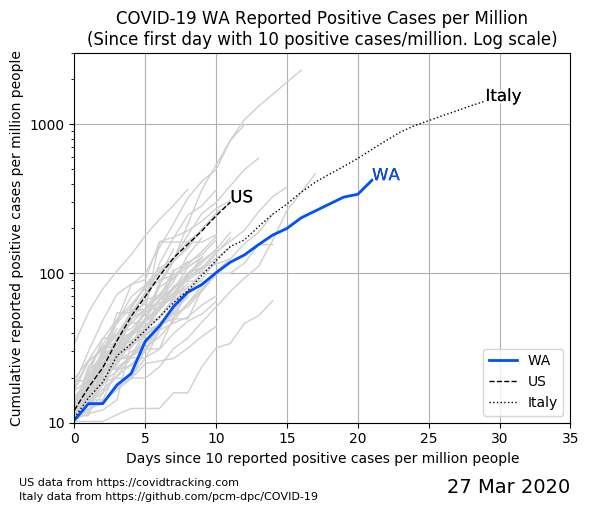 COVID-19 WA Reported Positive Cases per Million
(Since first day with 10 positive cases/million. Log scale)
Cumulative reported positive cases per million people
1000
100
10
Italy
WA
US
WA
US
Italy
0 5 10 15 20 25 30 35
Days since 10 reported positive cases per million people
US data from https://covidtracking.com
Italy data from https://github.com/pcm-dpc/COVID-19
27 Mar 2020